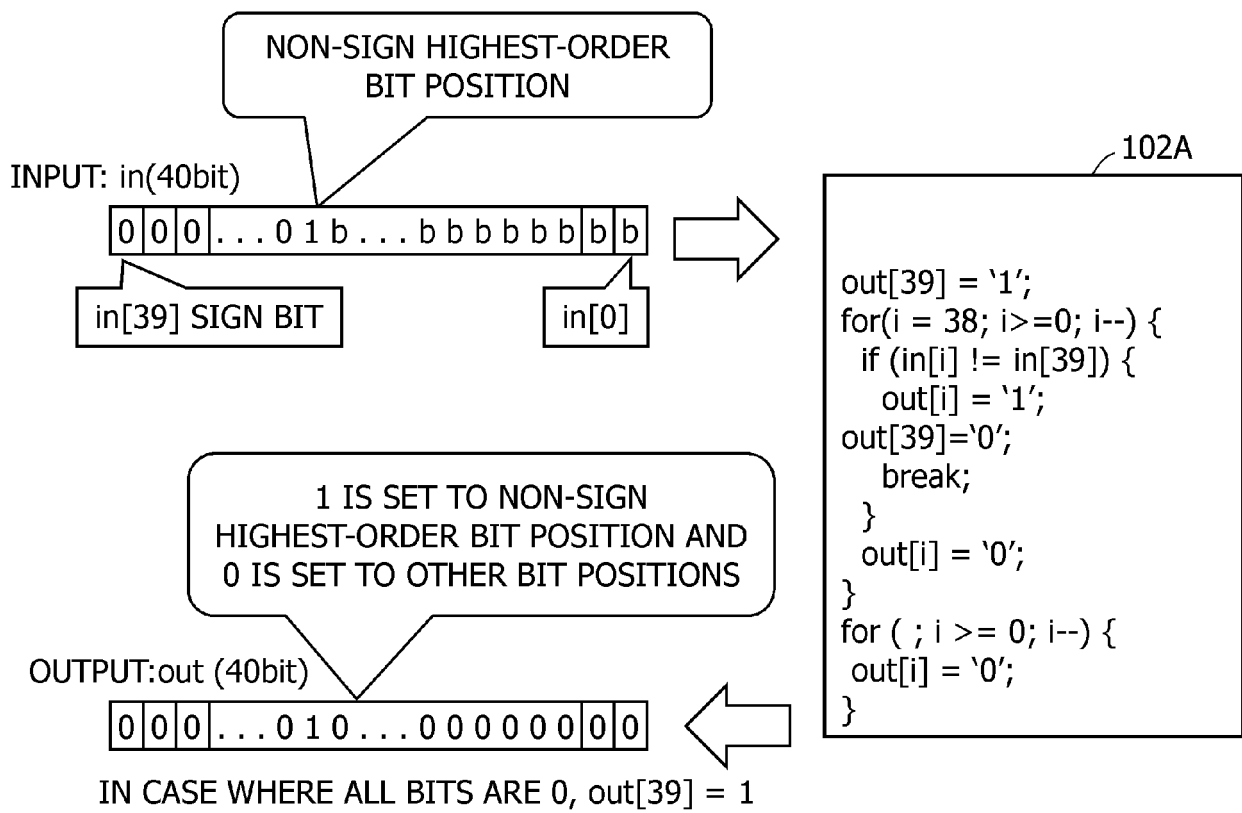 NON-SIGN HIGHEST-ORDER
BIT POSITION
INPUT: in(40bit)
0 0 0 . . . 0 1 b . . . b b b b b b b b b
in[39] SIGN BIT
in[0]
102A
out[39] = ‘1’;
for(i = 38; i>=0; i--) {
if (in[i] != in[39]) {
out[i] = ‘1’;
out[39]=‘0’;
break;
}
out[i] = ‘0’;
}
for ( ; i >= 0; i--) {
out[i] = ‘0’;
}
1 IS SET TO NON-SIGN
HIGHEST-ORDER BIT POSITION AND
0 IS SET TO OTHER BIT POSITIONS
OUTPUT:out (40bit)
0 0 0 . . . 0 1 0 . . . 0 0 0 0 0 0 0 0 0
IN CASE WHERE ALL BITS ARE 0, out[39] = 1